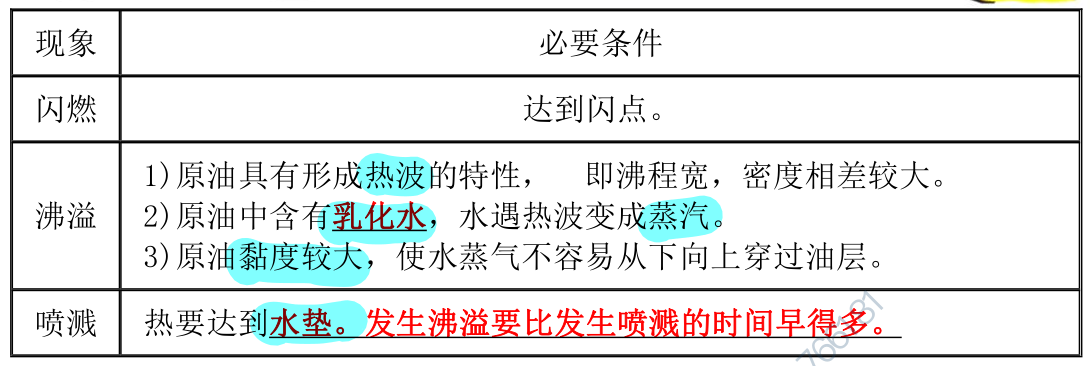 现象 必要条件
闪燃 达到闪点。
1)原油具有形成热波的特性， 即沸程宽，密度相差较大。
沸溢 2)原油中含有乳化水，水遇热波变成蒸汽。
3)原油黏度较大，使水蒸气不容易从下向上穿过油层。
喷溅 热要达到水垫。发生沸溢要比发生喷溅的时间早得多。